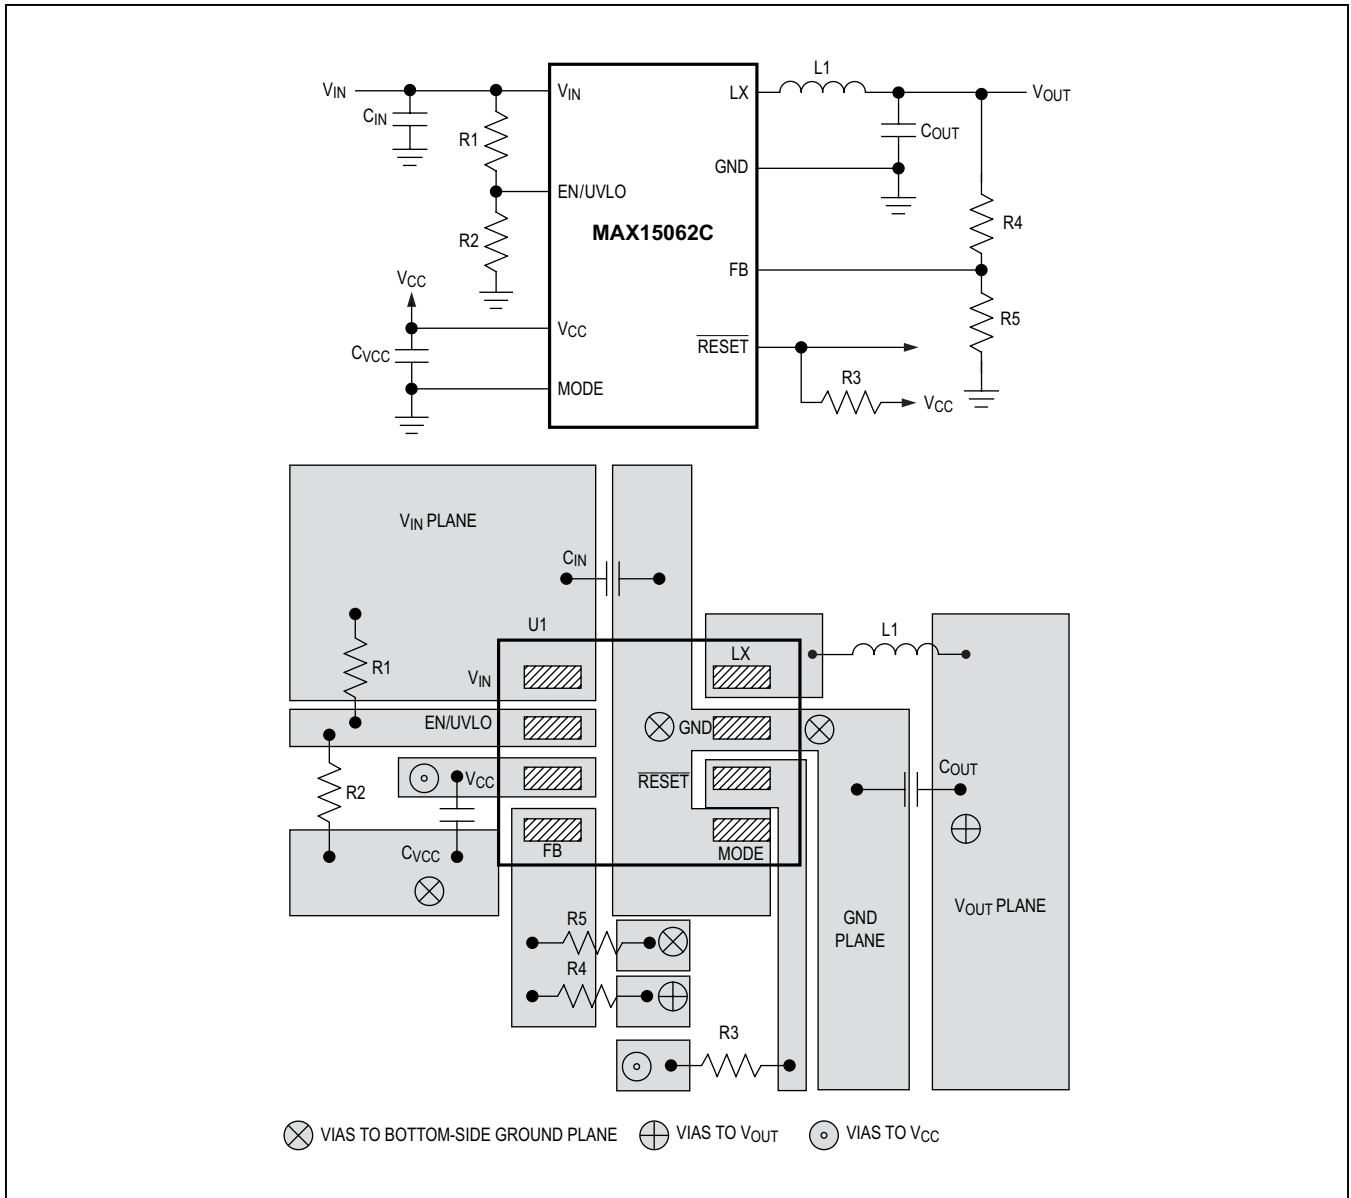 L1
VIN
VIN
LX
VOUT
CIN
COUT
R1
GND
EN/UVLO
R4
MAX15062C
R2
FB
VCC
R5
VCC
RESET
CVCC
R3
MODE
VCC
VIN PLANE
CIN
U1
L1
LX
R1
VIN
EN/UVLO
GND
COUT
VCC
RESET
R2
CVCC
FB
MODE
VOUT PLANE
R5
GND
PLANE
R4
R3
VIAS TO BOTTOM-SIDE GROUND PLANE
VIAS TO VOUT
VIAS TO VCC